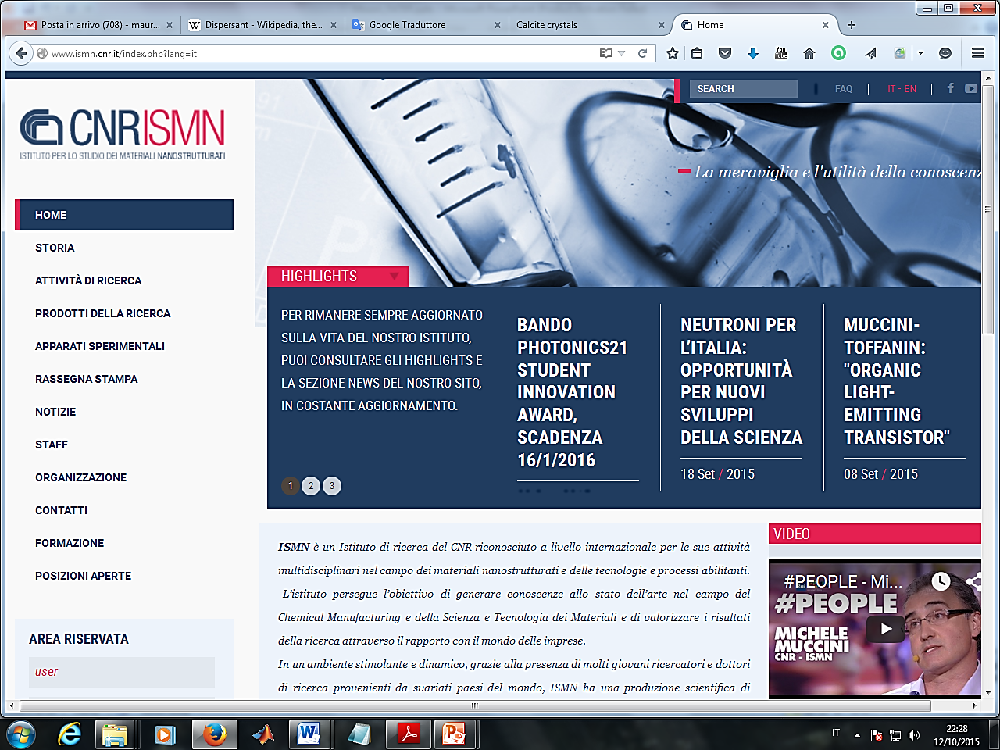 Posta in arrivo (708) - maur...
Dispersant - Wikipedia, the...
Google Traduttore
Calcite crystals
Home
www.ismn.cnr.it/index.php?lang=it
SEARCH
FAQ
IT - EN
CNRISMN
ISTITUTO PER LO STUDIO DEI MATERIALI NANOSTRUTTURATI
La meraviglia e l'utilità della conoscenz
HOME
STORIA
ATTIVITÀ DI RICERCA
PRODOTTI DELLA RICERCA
APPARATI SPERIMENTALI
RASSEGNA STAMPA
NOTIZIE
STAFF
ORGANIZZAZIONE
CONTATTI
FORMAZIONE
POSIZIONI APERTE
AREA RISERVATA
user
HIGHLIGHTS
PER RIMANERE SEMPRE AGGIORNATO
SULLA VITA DEL NOSTRO ISTITUTO,
PUOI CONSULTARE GLI HIGHLIGHTS E
LA SEZIONE NEWS DEL NOSTRO SITO,
IN COSTANTE AGGIORNAMENTO.
1 2 3
BANDO
PHOTONICS21
STUDENT
INNOVATION
AWARD,
SCADENZA
16/1/2016
NEUTRONI PER
L'ITALIA:
OPPORTUNITÀ
PER NUOVI
SVILUPPI
DELLA SCIENZA
18 Set / 2015
MUCCINI-
TOFFANIN:
"ORGANIC
LIGHT-
EMITTING
TRANSISTOR"
08 Set / 2015
ISMN è un Istituto di ricerca del CNR riconosciuto a livello internazionale per le sue attività
multidisciplinari nel campo dei materiali nanostrutturati e delle tecnologie e processi abilitanti.
L'istituto persegue l'obiettivo di generare conoscenze allo stato dell'arte nel campo del
Chemical Manufacturing e della Scienza e Tecnologia dei Materiali e di valorizzare i risultati
della ricerca attraverso il rapporto con il mondo delle imprese.
In un ambiente stimolante e dinamico, grazie alla presenza di molti giovani ricercatori e dottori
di ricerca provenienti da svariati paesi del mondo, ISMN ha una produzione scientifica di
VIDEO
#PEOPLE - Mi...
#PEOPLE
MICHELE
MUCCINI
CNR - ISMN
IT
22:28
12/10/2015